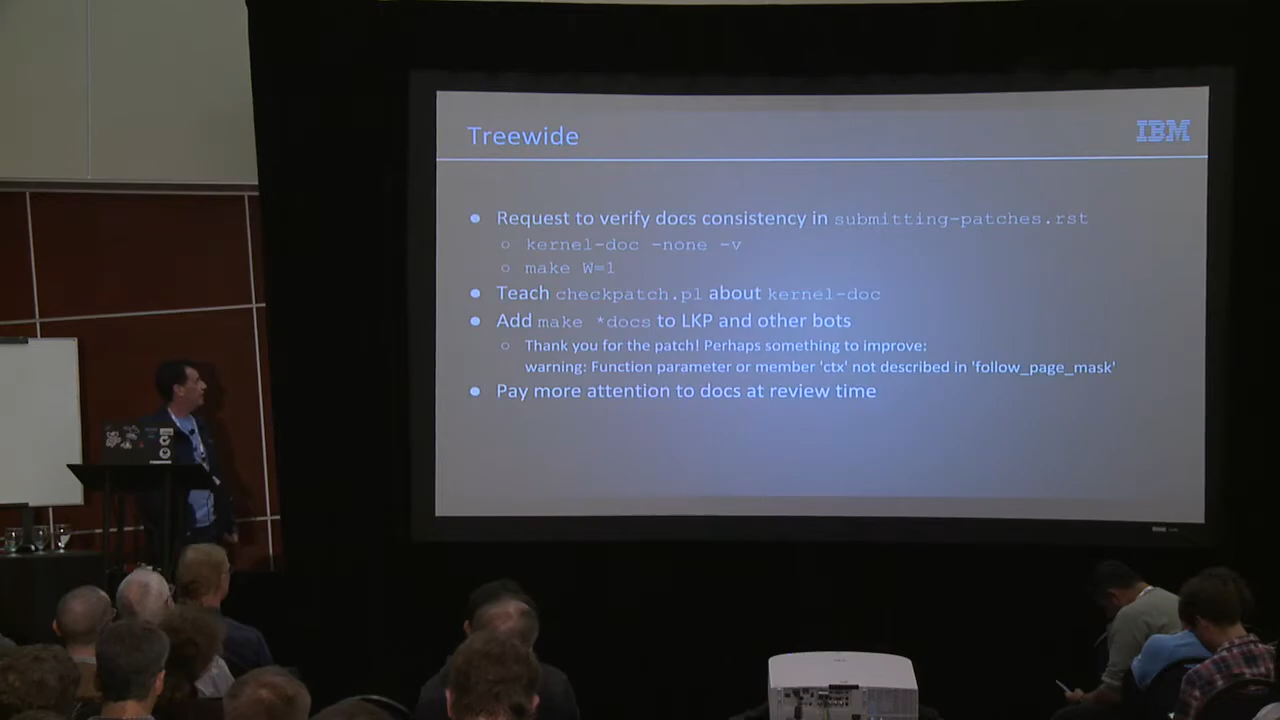 Treewide
IBM
● Request to verify docs consistency in submitting-patches.rst
○ kernel-doc -none -v
○ make W=1
● Teach checkpatch.pl about kernel-doc
● Add make *docs to LKP and other bots
○ Thank you for the patch! Perhaps something to improve:
warning: Function parameter or member 'ctx' not described in 'follow_page_mask'
● Pay more attention to docs at review time